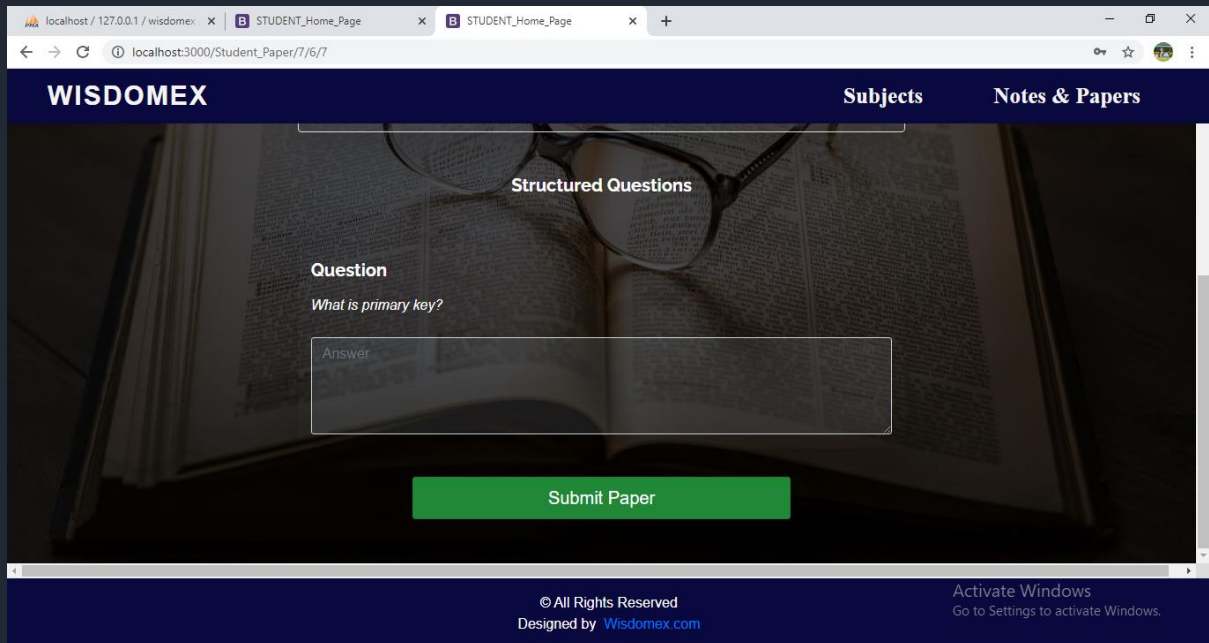 localhost / 127.0.0.1 / wisdomex
STUDENT_Home_Page
STUDENT_Home_Page
localhost:3000/Student_Paper/7/6/7
WISDOMEX
Subjects
Notes & Papers
Structured Questions
Question
What is primary key?
Answer
Submit Paper
© All Rights Reserved
Designed by Wisdomex.com
Activate Windows
Go to Settings to activate Windows.